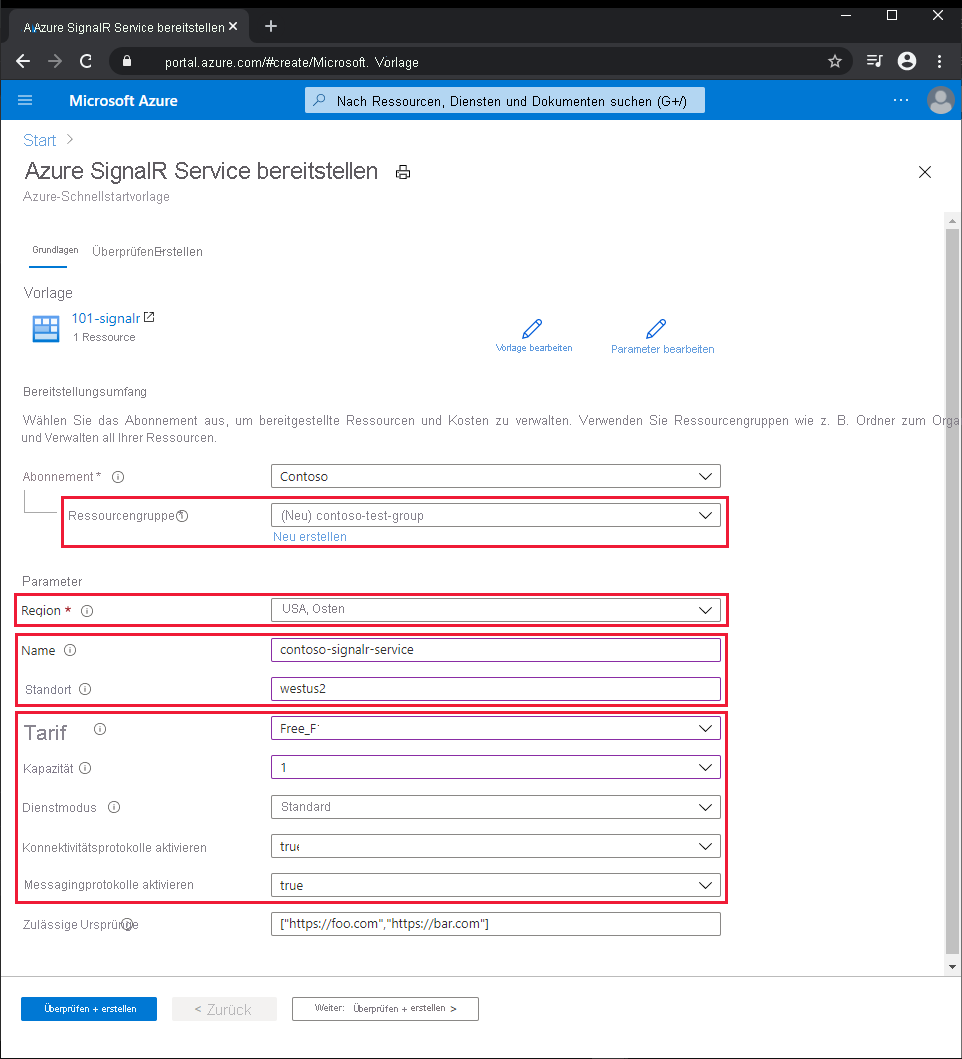 Azure SignalR Service bereitstellen
portal.azure.com/#create/Microsoft. Vorlage
Microsoft Azure
Nach Ressourcen, Diensten und Dokumenten suchen (G+/)
Start >
Azure SignalR Service bereitstellen
Azure-Schnellstartvorlage
Grundlagen Überprüfen+Erstellen
Vorlage
101-signalr
1 Ressource
Vorlage bearbeiten Parameter bearbeiten
Bereitstellungsumfang
Wählen Sie das Abonnement aus, um bereitgestellte Ressourcen und Kosten zu verwalten. Verwenden Sie Ressourcengruppen wie z. B. Ordner zum Orga
und Verwalten all Ihrer Ressourcen.
Abonnement * Contoso
Ressourcengruppe (Neu) contoso-test-group
Neu erstellen
Parameter
Region * USA, Osten
Name contoso-signalr-service
Standort westus2
Tarif Free_F
Kapazität 1
Dienstmodus Standard
Konnektivitätsprotokolle aktivieren true
Messagingprotokolle aktivieren true
Zulässige Ursprünge ["https://foo.com","https://bar.com"]
Überprüfen + erstellen < Zurück Weiter: Überprüfen + erstellen >